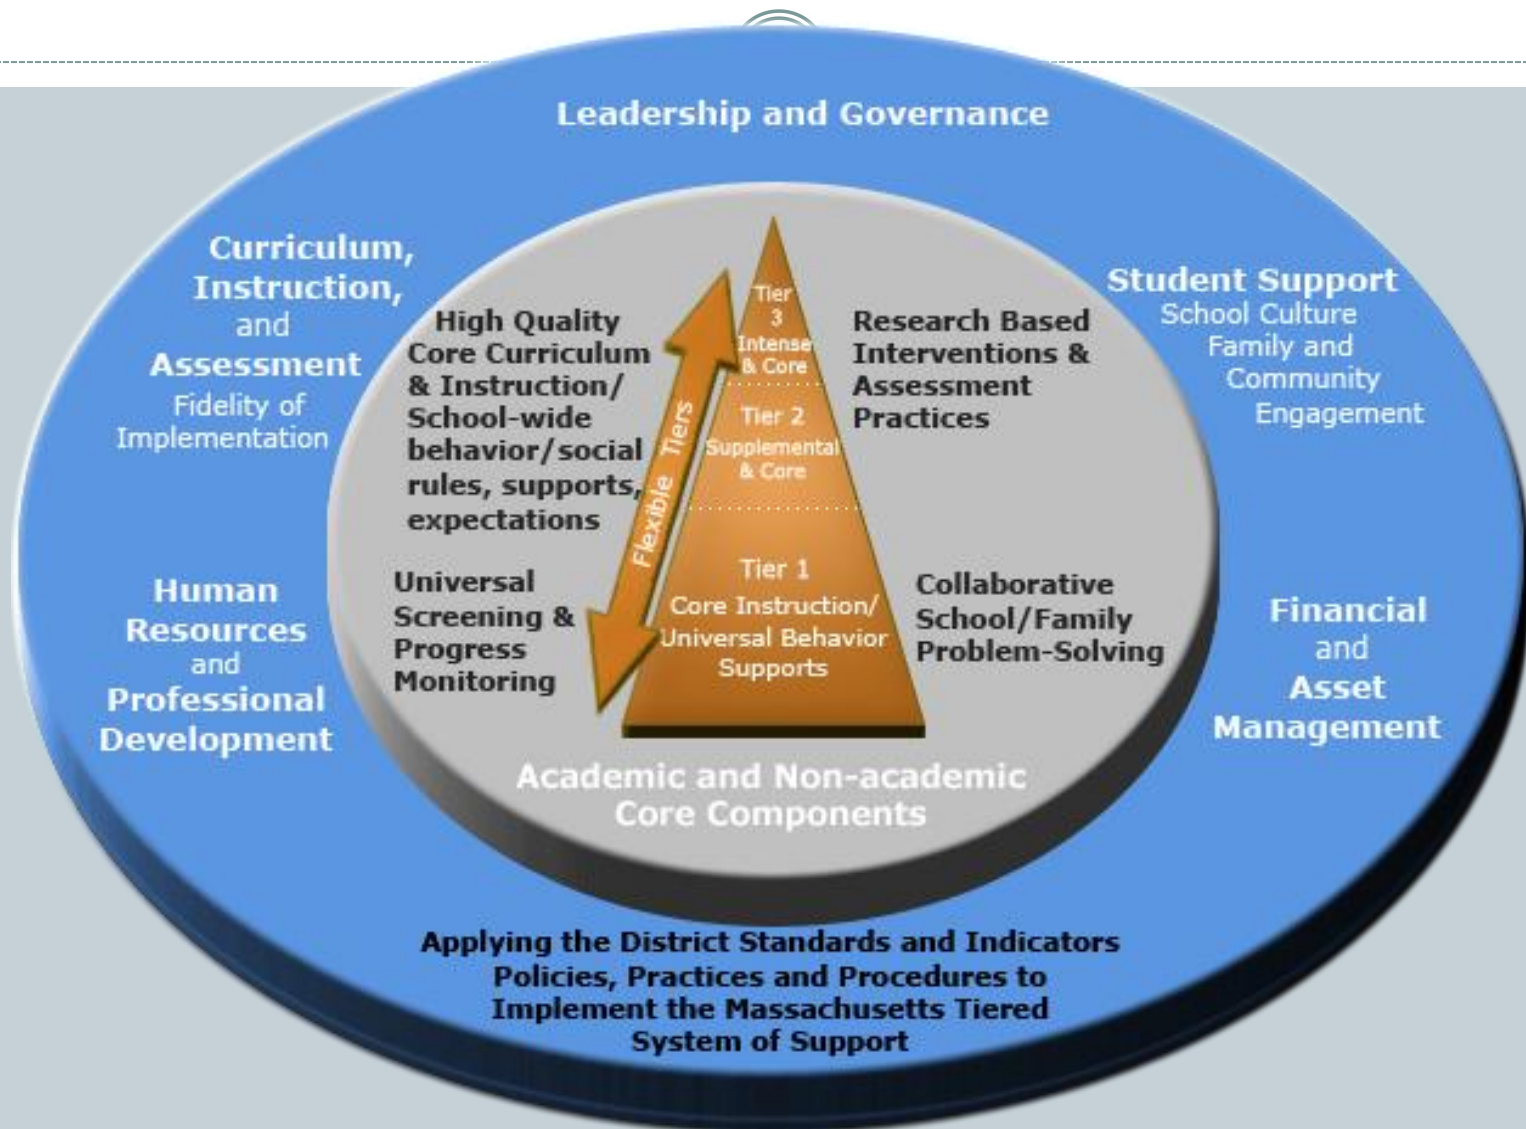 Leadership and Governance
Curriculum,
Instruction,
and
Assessment
Fidelity of
Implementation
Human
Resources
and
Professional
Development
High Quality
Core Curriculum
& Instruction/
School-wide
behavior/social
rules, supports,
expectations
Universal
Screening &
Progress
Monitoring
Flexible Tiers
Tier
3
Intense
& Core
Tier 2
Supplemental
& Core
Tier 1
Core Instruction/
Universal Behavior
Supports
Research Based
Interventions &
Assessment
Practices
Collaborative
School/Family
Problem-Solving
Student Support
School Culture
Family and
Community
Engagement
Financial
and
Asset
Management
Academic and Non-academic
Core Components
Applying the District Standards and Indicators
Policies, Practices and Procedures to
Implement the Massachusetts Tiered
System of Support